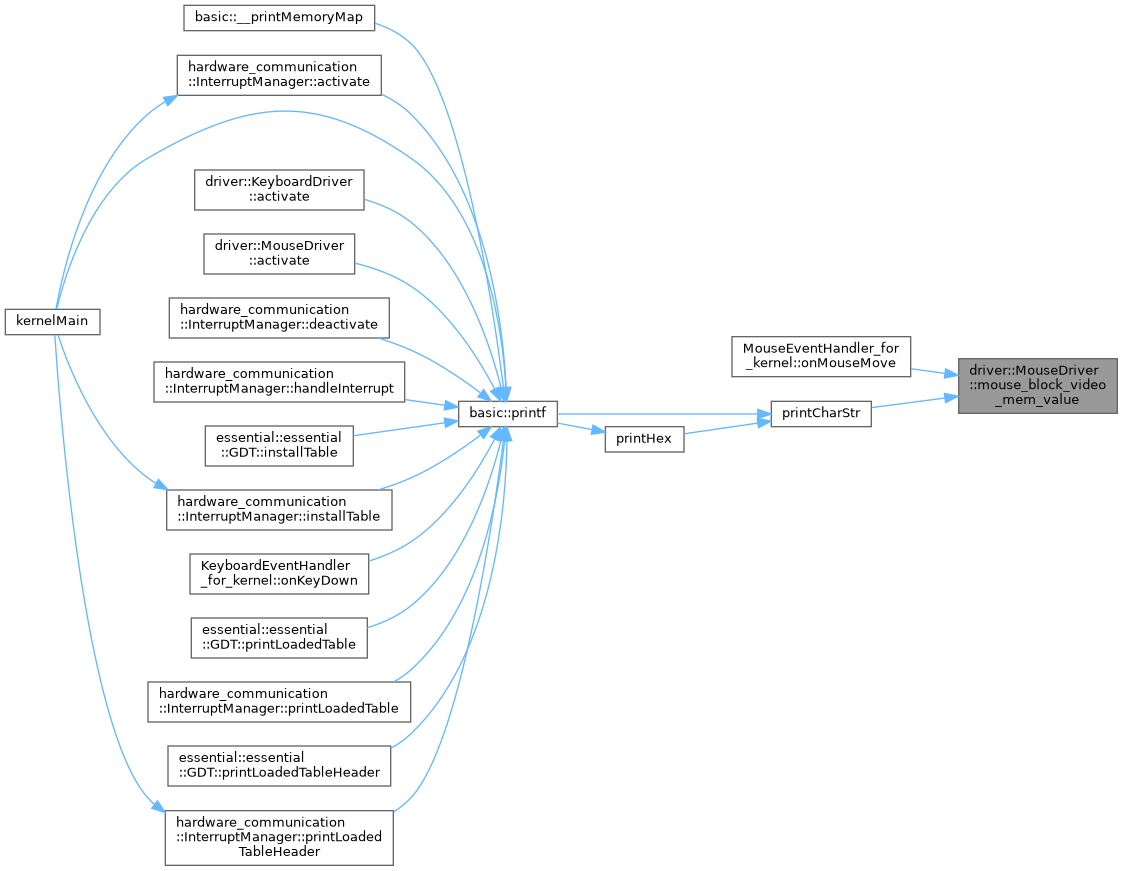 basic::__printMemoryMap
hardware_communication
::InterruptManager::activate
driver::KeyboardDriver
::activate
driver::MouseDriver
::activate
hardware_communication
::InterruptManager::deactivate
kernelMain
hardware_communication
::InterruptManager::handleInterrupt
essential::essential
::GDT::installTable
hardware_communication
::InterruptManager::installTable
KeyboardEventHandler
_for_kernel::onKeyDown
essential::essential
::GDT::printLoadedTable
hardware_communication
::InterruptManager::printLoadedTable
essential::essential
::GDT::printLoadedTableHeader
hardware_communication
::InterruptManager::printLoaded
TableHeader
basic::printf
printHex
printCharStr
MouseEventHandler_for
_kernel::onMouseMove
driver::MouseDriver
::mouse_block_video
_mem_value